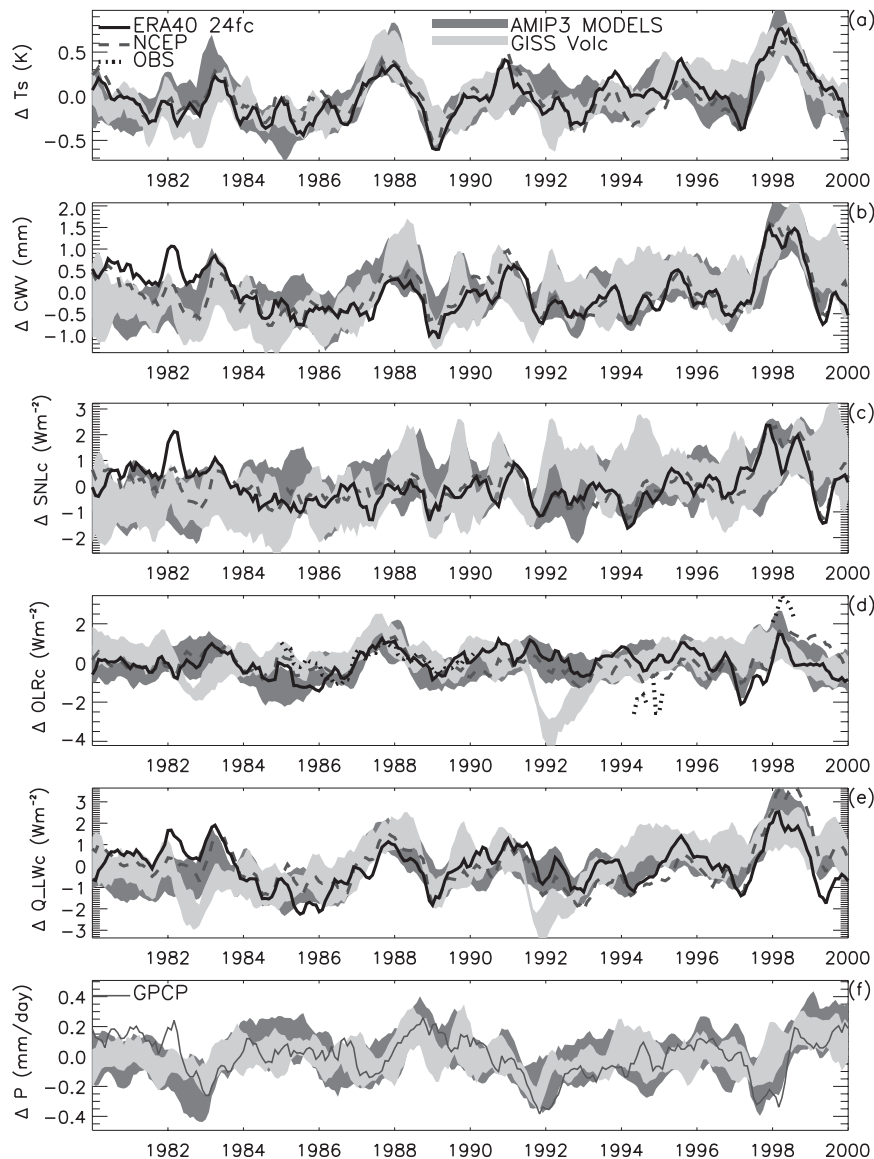 ERA40 24fc
NCEP
OBS
AMIP3 MODELS
GISS Volc
(a)
Δ Ts (K)
0.5
0.0
−0.5
1982 1984 1986 1988 1990 1992 1994 1996 1998 2000
(b)
Δ CWV (mm)
2.0
1.5
1.0
0.5
0.0
−0.5
−1.0
1982 1984 1986 1988 1990 1992 1994 1996 1998 2000
(c)
Δ SNLc (Wm⁻²)
3
2
1
0
−1
−2
1982 1984 1986 1988 1990 1992 1994 1996 1998 2000
(d)
Δ OLRc (Wm⁻²)
2
0
−2
−4
1982 1984 1986 1988 1990 1992 1994 1996 1998 2000
(e)
Δ Q_LWc (Wm⁻²)
3
2
1
0
−1
−2
−3
1982 1984 1986 1988 1990 1992 1994 1996 1998 2000
GPCP
(f)
Δ P (mm/day)
0.4
0.2
0.0
−0.2
−0.4
1982 1984 1986 1988 1990 1992 1994 1996 1998 2000